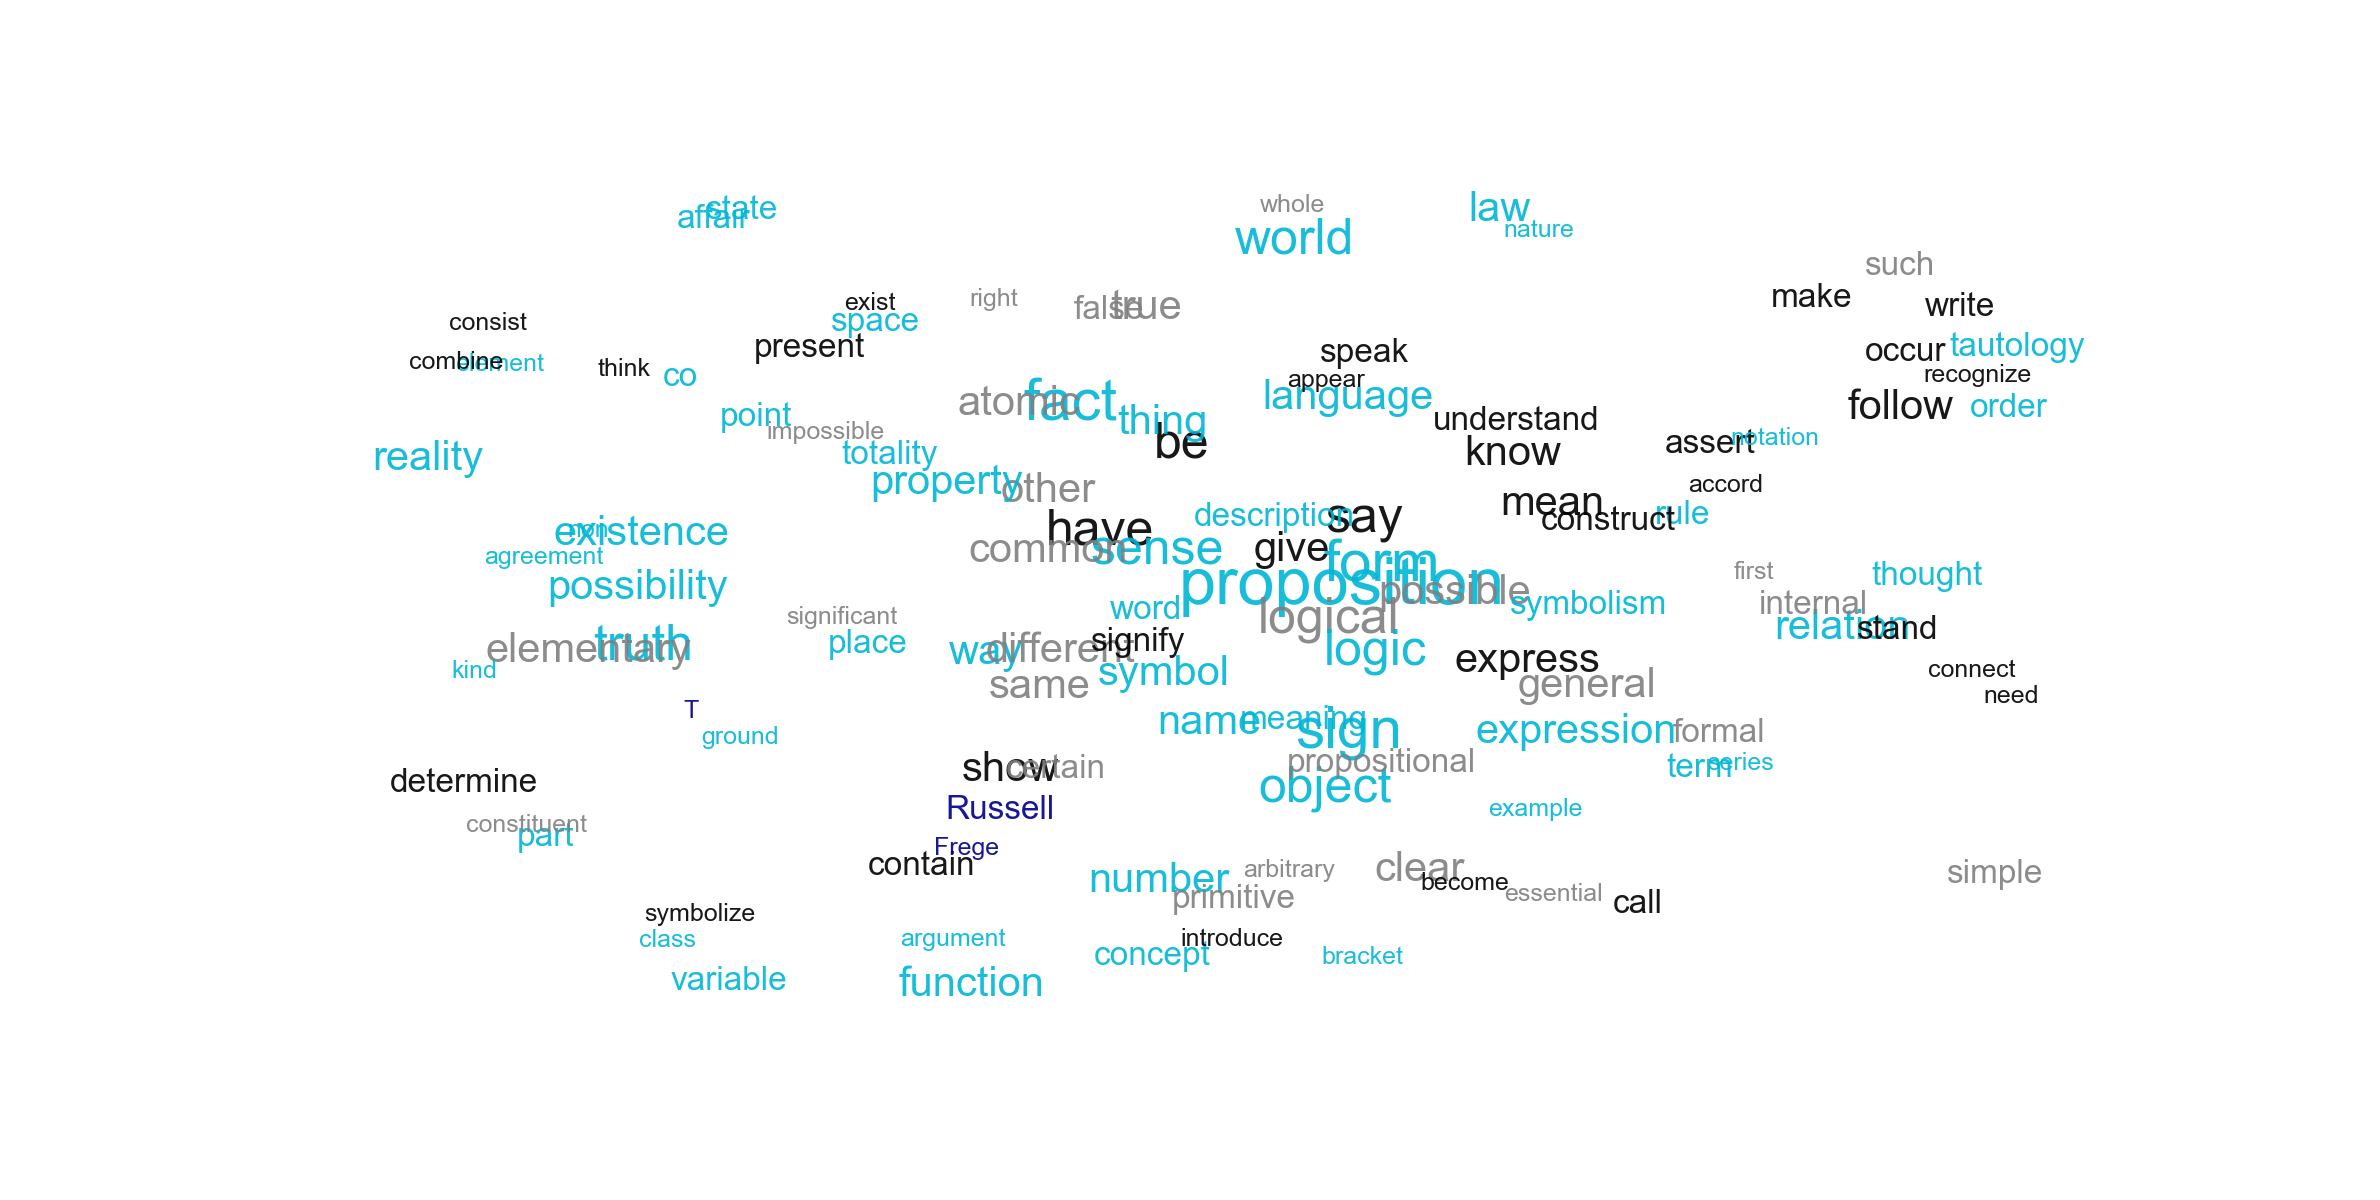 whole
law
state
affair
nature
world
such
right
exist
false
true
make
write
space
consist
present
speak
occur
tautology
combine
element
think
co
appear
recognize
atomic
fact
language
follow
order
point
thing
understand
impossible
be
know
assert
notation
reality
totality
property
other
accord
mean
description
say
construct
rule
existence
non
have
common
sense
give
agreement
form
possibility
proposition
possible
first
thought
significant
word
logical
symbolism
internal
relation
stand
elementary
truth
place
way
different
signify
logic
express
kind
same
symbol
general
connect
need
T
ground
name
meaning
sign
expression
formal
determine
show
certain
propositional
term
series
object
Russell
example
constituent
part
Frege
contain
number
arbitrary
clear
become
primitive
essential
call
simple
symbolize
class
argument
introduce
concept
bracket
variable
function